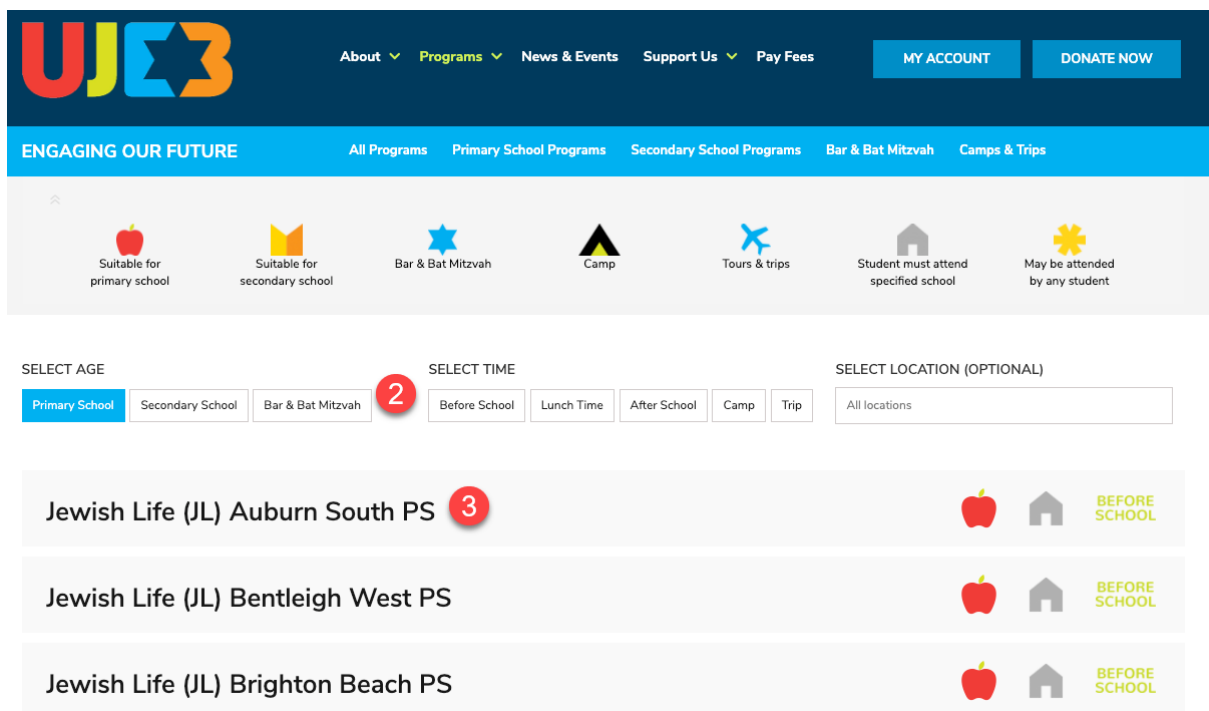 UJEB
About Programs News & Events Support Us Pay Fees MY ACCOUNT DONATE NOW
ENGAGING OUR FUTURE All Programs Primary School Programs Secondary School Programs Bar & Bat Mitzvah Camps & Trips
Suitable for
primary school
Suitable for
secondary school
Bar & Bat Mitzvah
Camp
Tours & trips
Student must attend
specified school
May be attended
by any student
SELECT AGE
Primary School Secondary School Bar & Bat Mitzvah 2
SELECT TIME
Before School Lunch Time After School Camp Trip
SELECT LOCATION (OPTIONAL)
All locations
Jewish Life (JL) Auburn South PS 3
BEFORE
SCHOOL
Jewish Life (JL) Bentleigh West PS
BEFORE
SCHOOL
Jewish Life (JL) Brighton Beach PS
BEFORE
SCHOOL